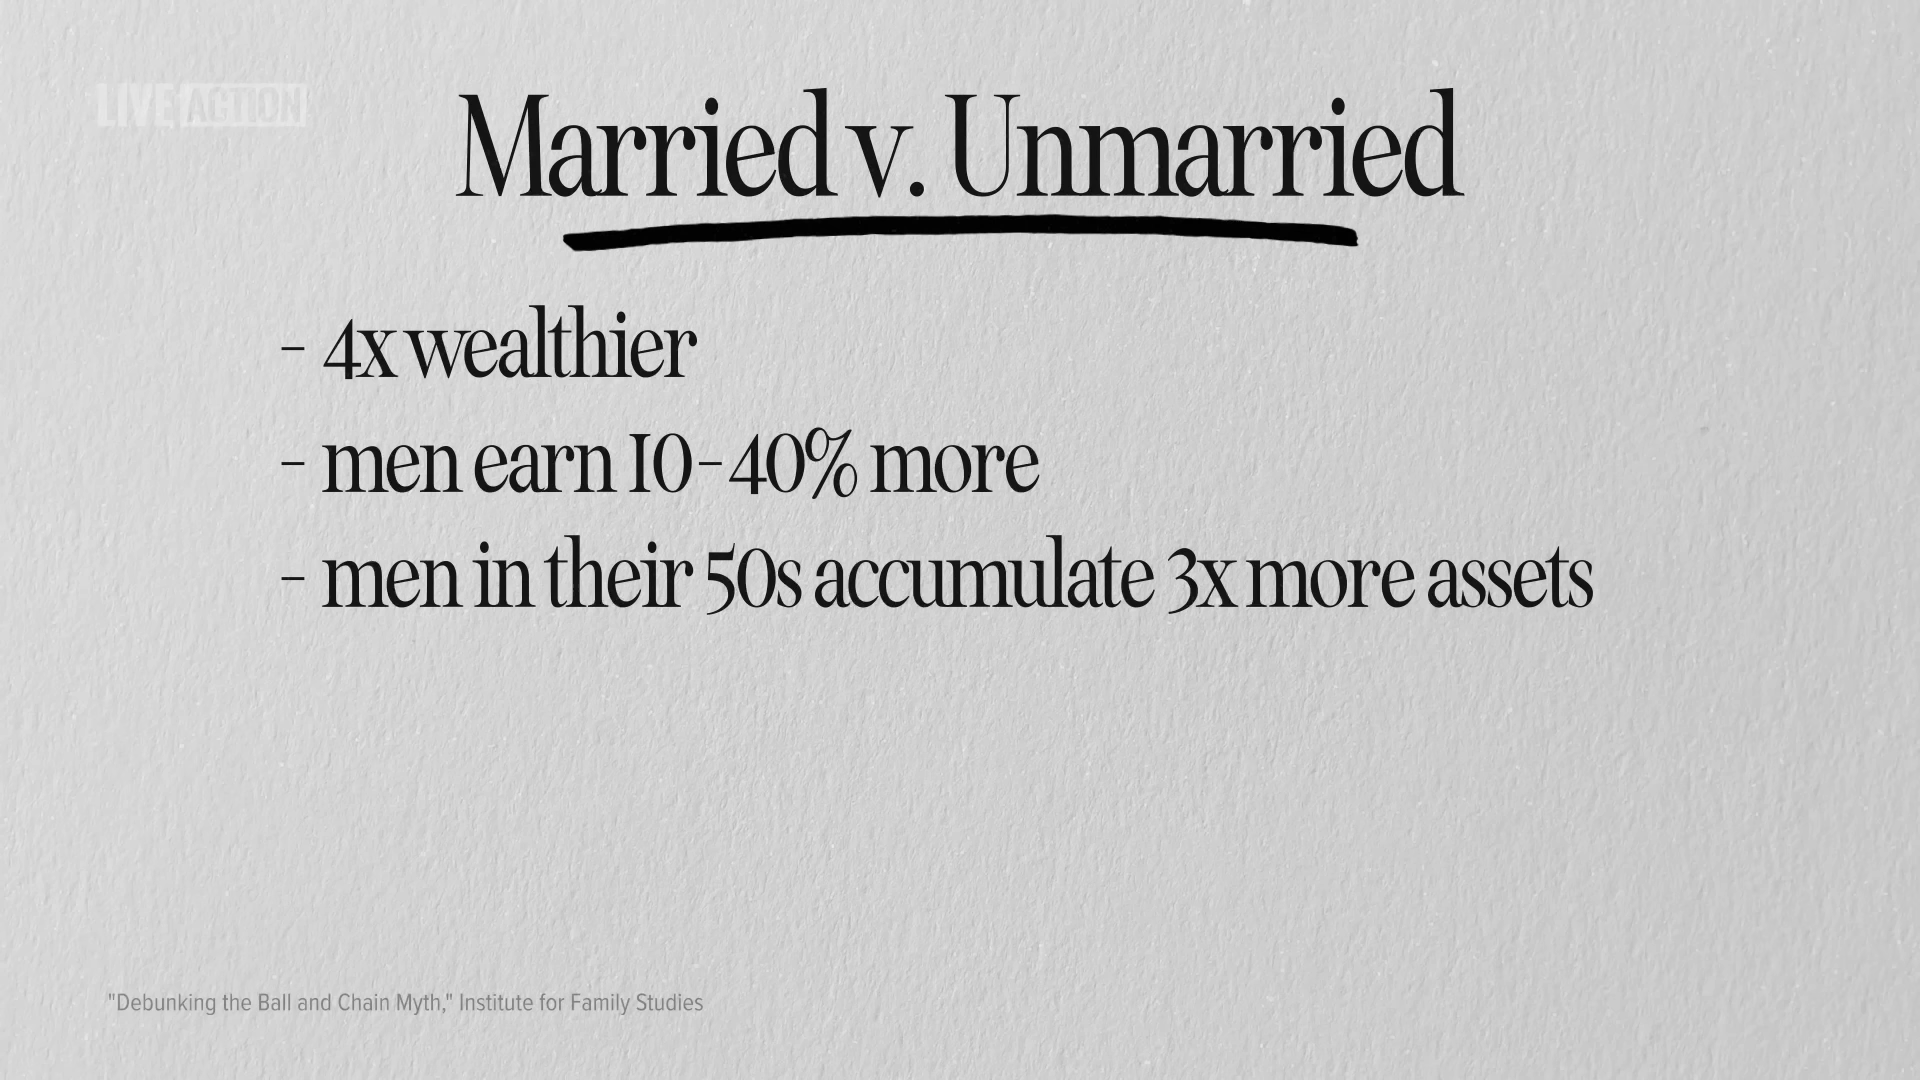 LIVE ACTION
Married v. Unmarried
- 4x wealthier
- men earn 10-40% more
- men in their 50s accumulate 3x more assets
"Debunking the Ball and Chain Myth," Institute for Family Studies